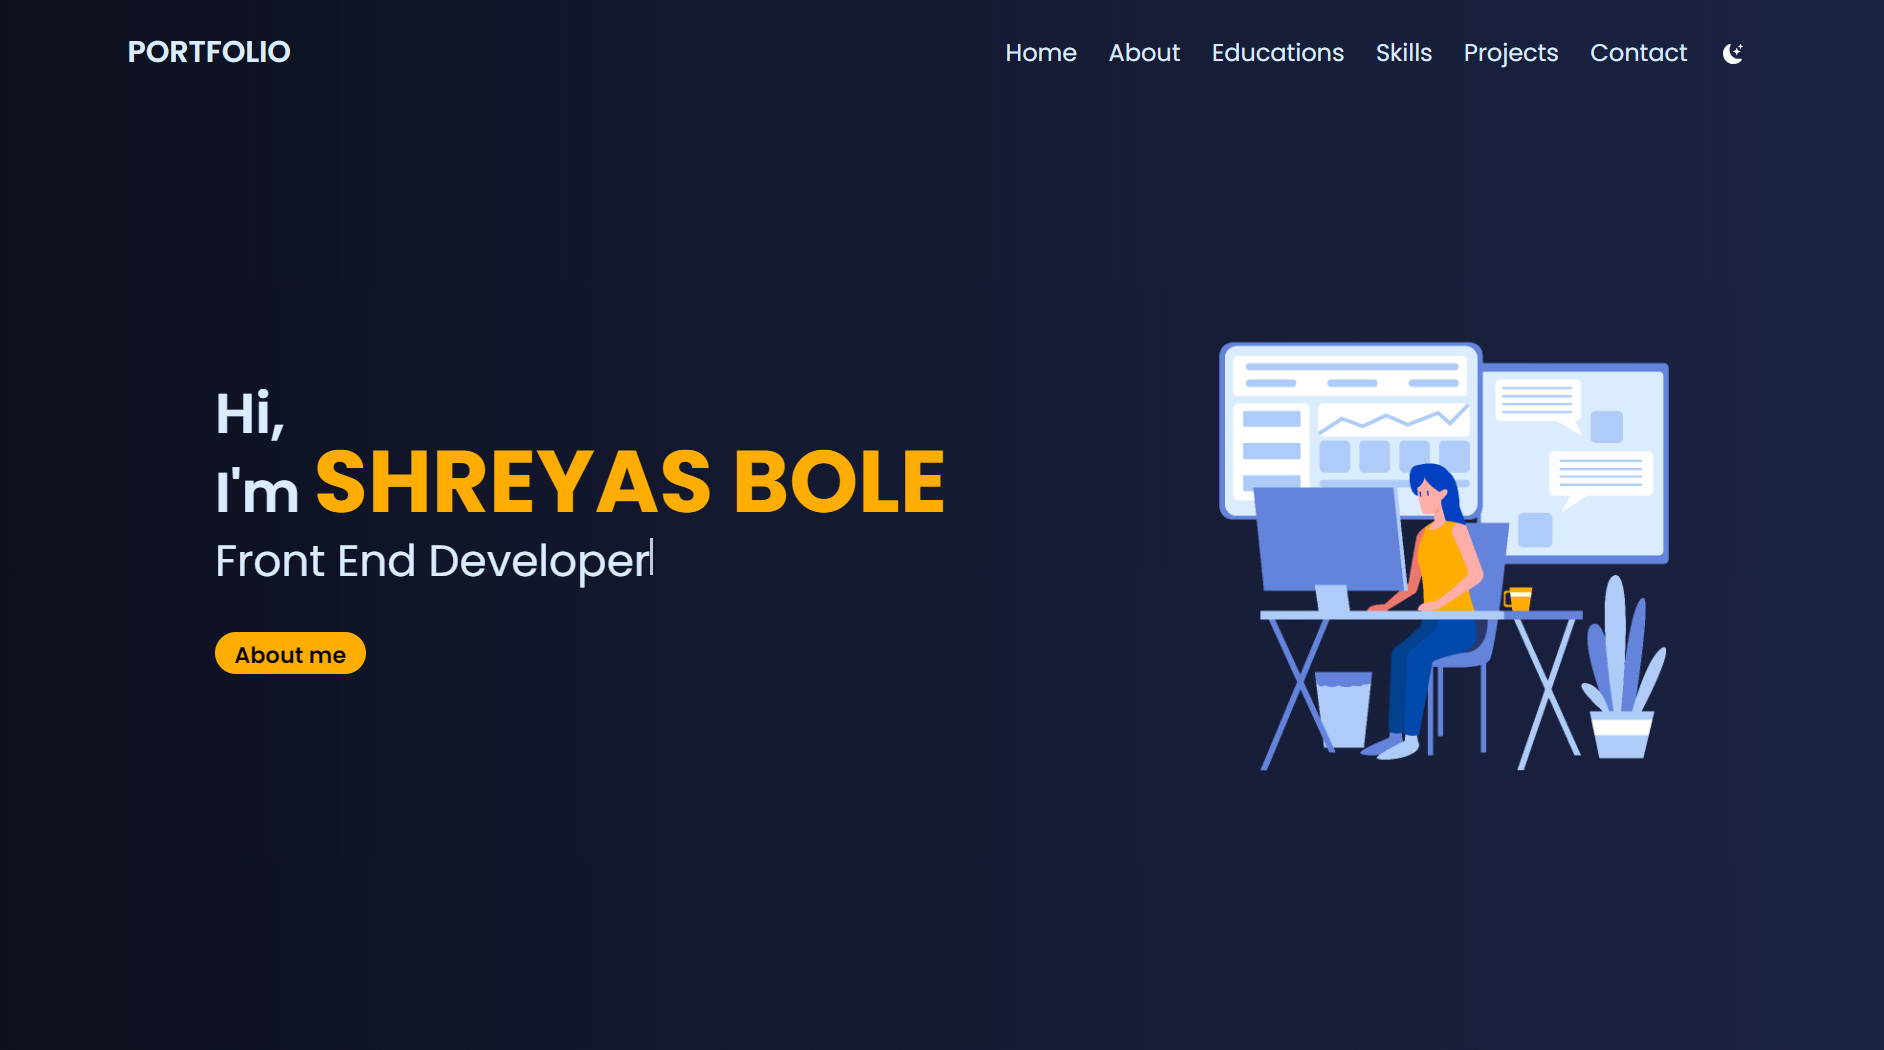 PORTFOLIO
Home About Educations Skills Projects Contact
Hi,
I'm SHREYAS BOLE
Front End Developer
About me